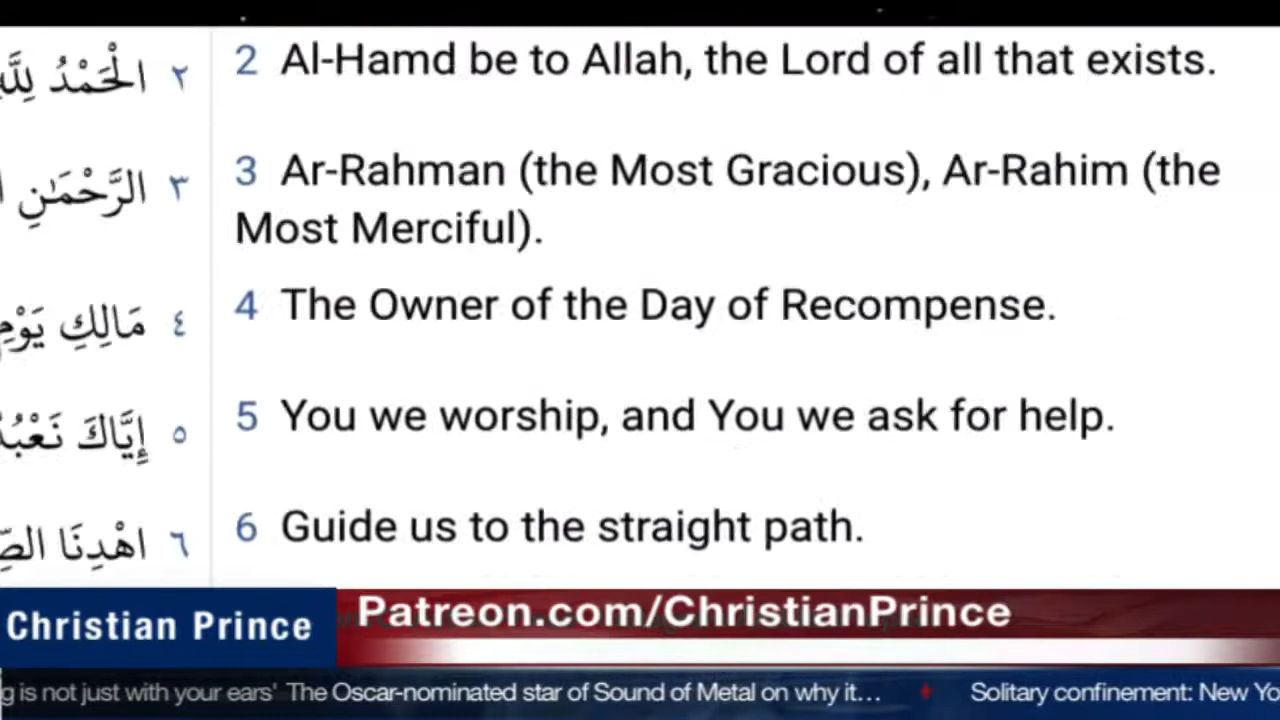 2 Al-Hamd be to Allah, the Lord of all that exists.
٢ الْحَمْدُ
3 Ar-Rahman (the Most Gracious), Ar-Rahim (the
Most Merciful).
٣ الرَّحْمَٰنِ
4 The Owner of the Day of Recompense.
٤ مَالِكِ يَوْمِ
5 You we worship, and You we ask for help.
٥ إِيَّاكَ
6 Guide us to the straight path.
٦ اهْدِنَا
Christian Prince
Patreon.com/ChristianPrince
g is not just with your ears' The Oscar-nominated star of Sound of Metal on why it... Solitary confinement: New Yo